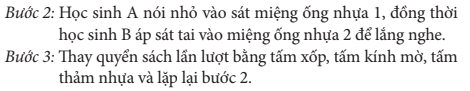 Bước 2: Học sinh A nói nhỏ vào sát miệng ống nhựa 1, đồng thời
học sinh B áp sát tai vào miệng ống nhựa 2 để lắng nghe.
Bước 3: Thay quyển sách lần lượt bằng tấm xốp, tấm kính mờ, tấm
thảm nhựa và lặp lại bước 2.